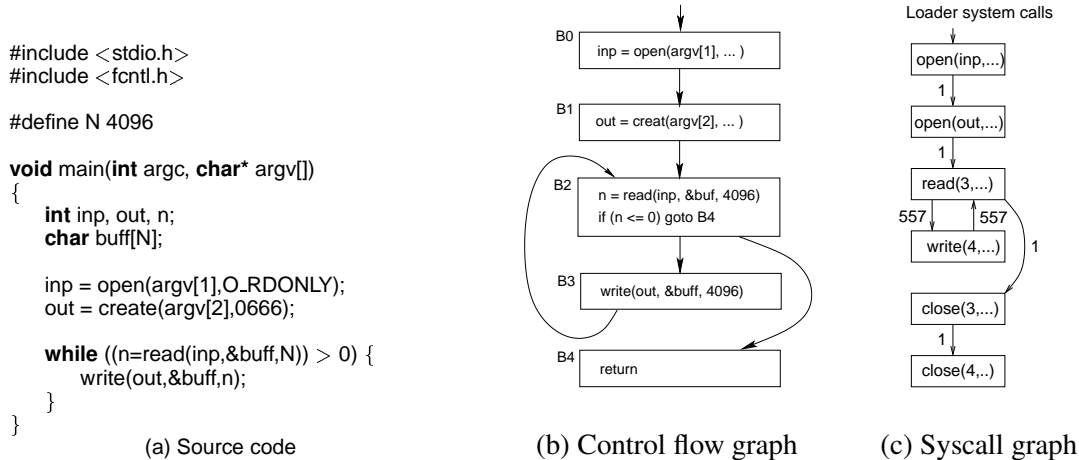 #include <stdio.h>
#include <fcntl.h>
#define N 4096
void main(int argc, char* argv[])
{
int inp, out, n;
char buff[N];
inp = open(argv[1],O_RDONLY);
out = create(argv[2],0666);
while ((n=read(inp,&buff,N)) > 0) {
write(out,&buff,n);
}
}
(a) Source code
B0
inp = open(argv[1], ... )
B1
out = creat(argv[2], ... )
B2
n = read(inp, &buf, 4096)
if (n <= 0) goto B4
B3
write(out, &buff, 4096)
B4
return
(b) Control flow graph
Loader system calls
open(inp,...)
1
open(out,...)
1
read(3,...)
557
557
write(4,...)
1
close(3,...)
1
close(4,..)
(c) Syscall graph